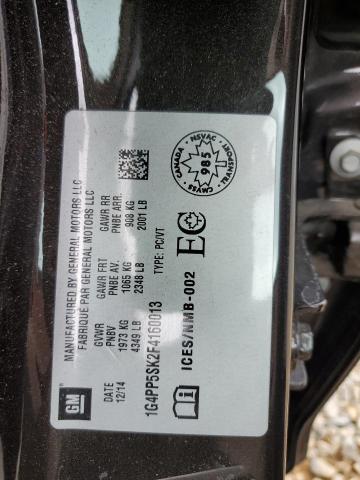 MANUFACTURED BY GENERAL MOTORS LLC
FABRIQUÉ PAR GENERAL MOTORS LLC
GM
DATE
12/14
GVWR
PNBV
1973 KG
4349 LB
GAWR FRT
PNBE AV.
1065 KG
2348 LB
GAWR RR
PNBE ARR.
908 KG
2001 LB
TYPE: PC/VT
1G4PP5SK2F4160013
ICES/NMB-002
NSVAC
CANADA
TRANSPORT
CMVSS
985